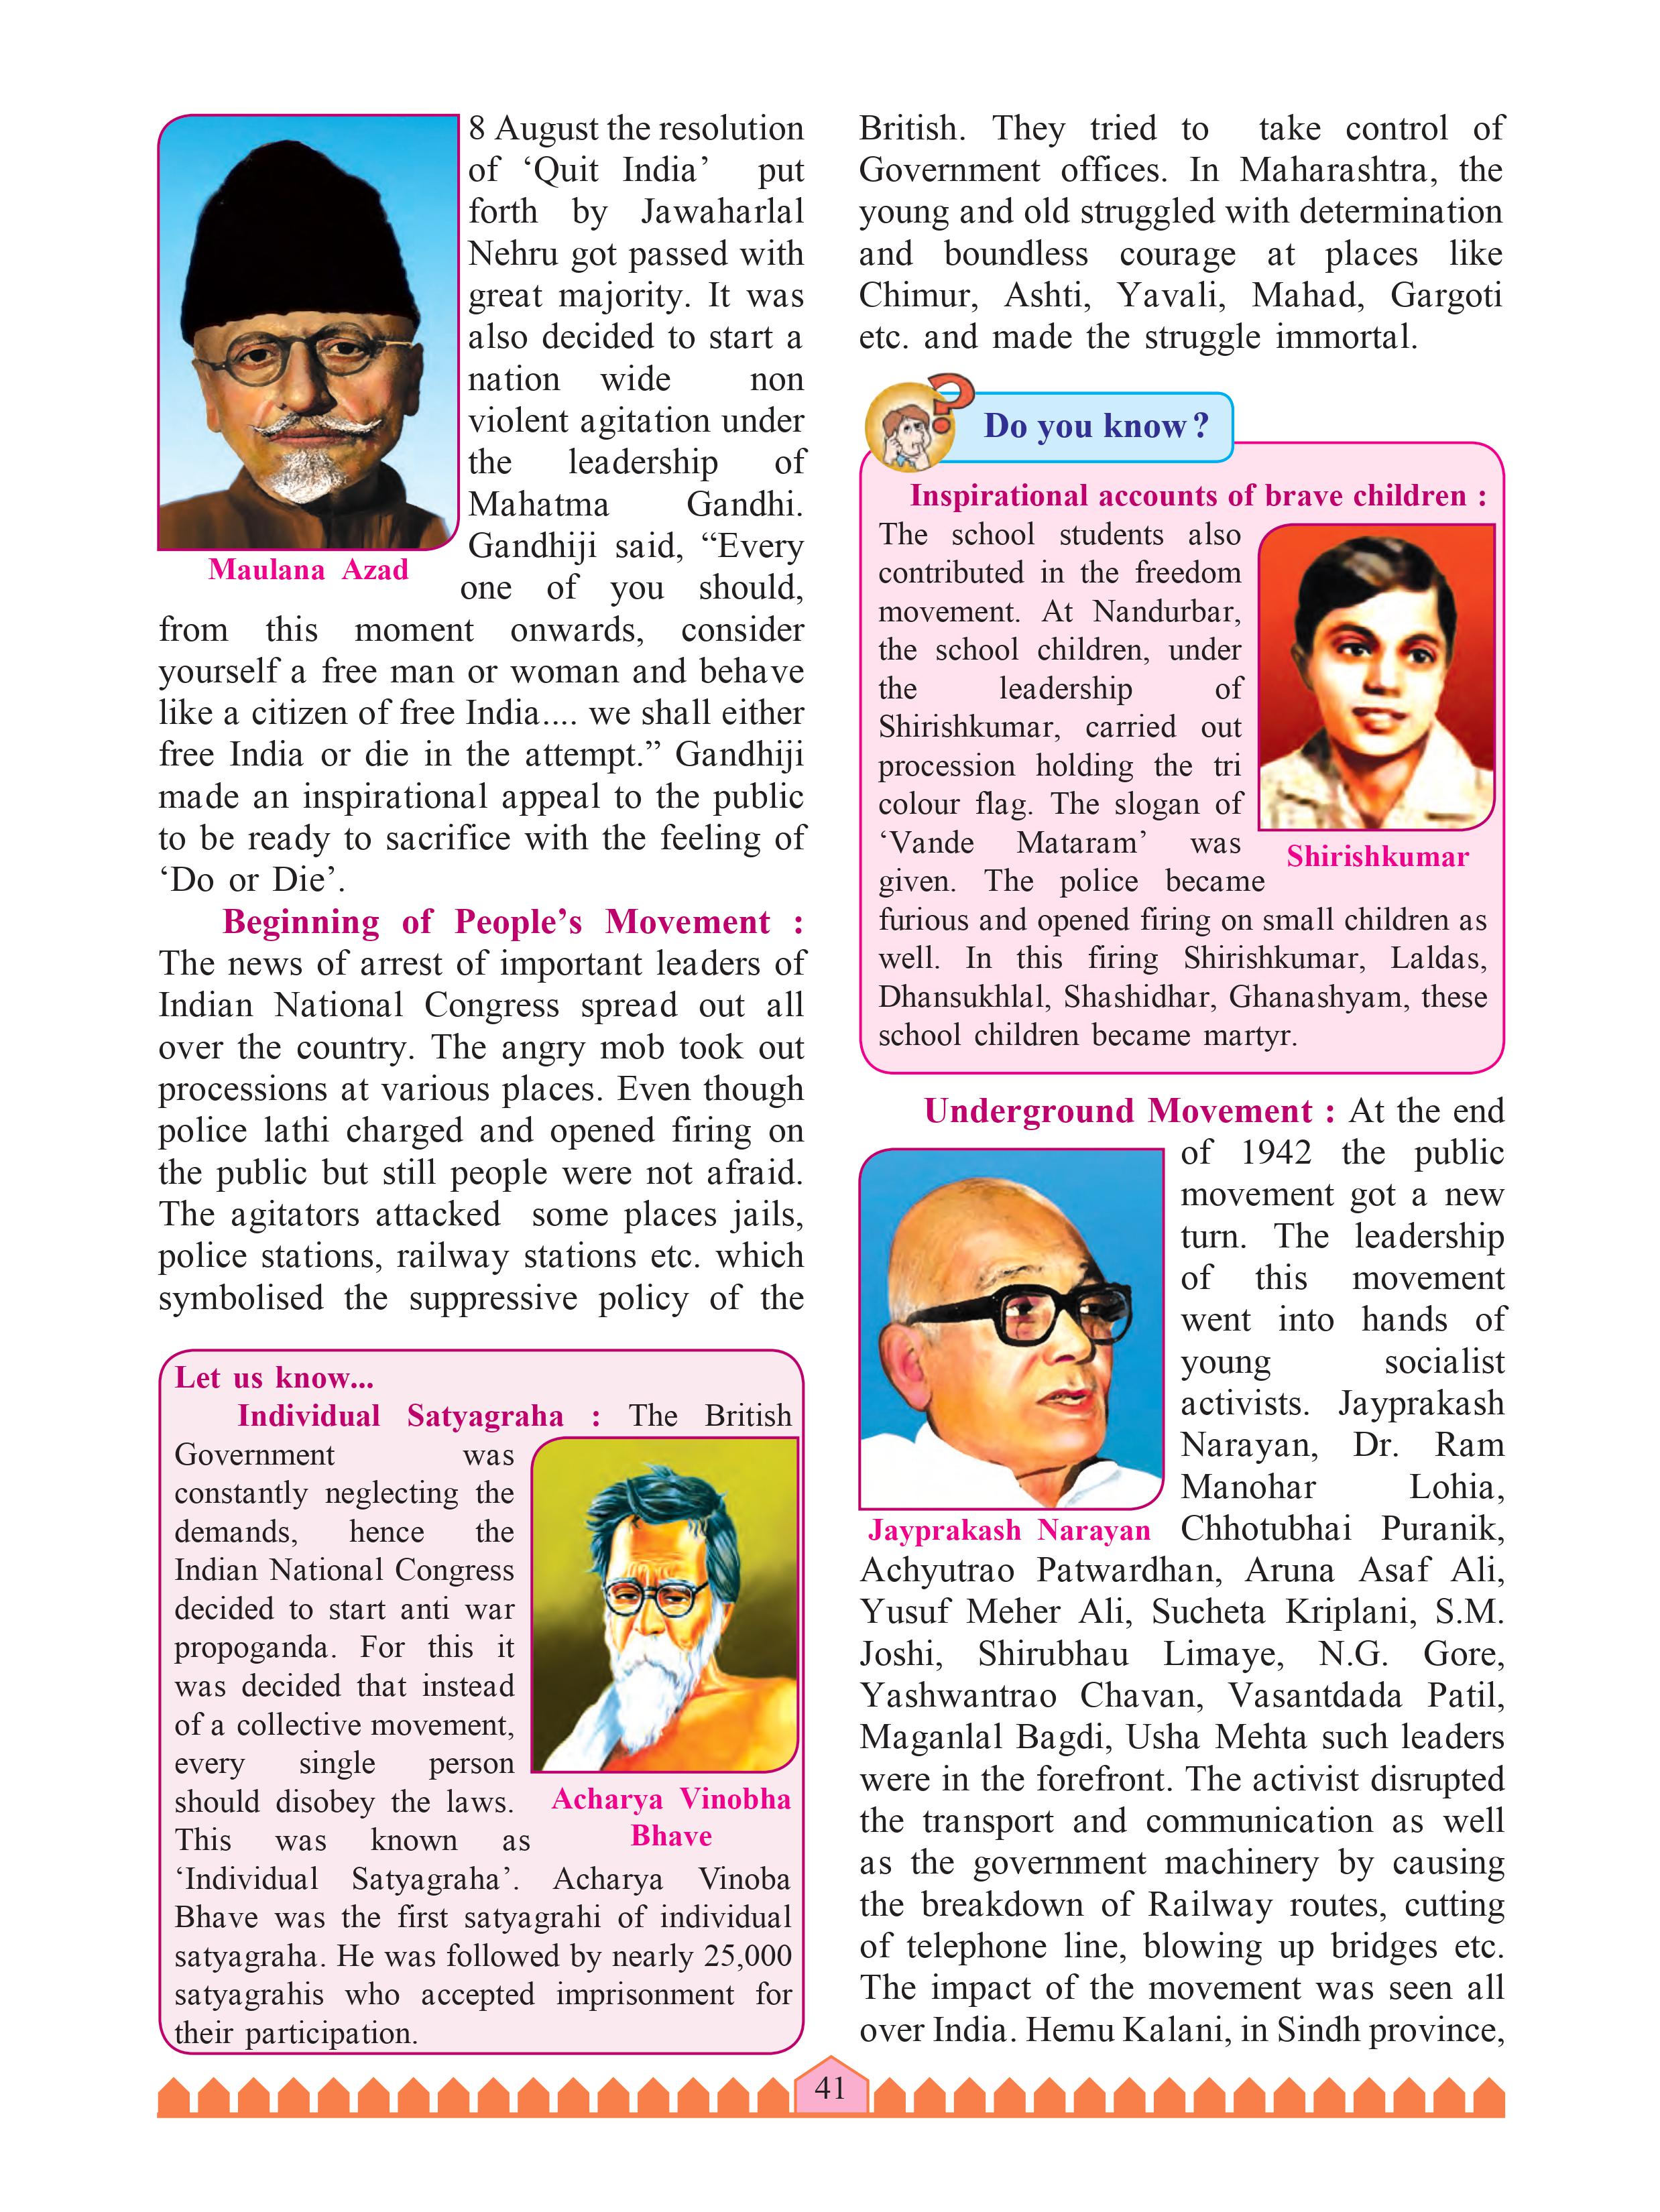 8 August the resolution
of ‘Quit India’ put
forth by Jawaharlal
Nehru got passed with
great majority. It was
also decided to start a
nation wide non
violent agitation under
the leadership of
Mahatma Gandhi.
Gandhiji said, “Every
Maulana Azad
one of you should,
from this moment onwards, consider
yourself a free man or woman and behave
like a citizen of free India.... we shall either
free India or die in the attempt.” Gandhiji
made an inspirational appeal to the public
to be ready to sacrifice with the feeling of
‘Do or Die’.
Beginning of People’s Movement :
The news of arrest of important leaders of
Indian National Congress spread out all
over the country. The angry mob took out
processions at various places. Even though
police lathi charged and opened firing on
the public but still people were not afraid.
The agitators attacked some places jails,
police stations, railway stations etc. which
symbolised the suppressive policy of the
Let us know...
Individual Satyagraha : The British
Government was
constantly neglecting the
demands, hence the
Indian National Congress
decided to start anti war
propoganda. For this it
was decided that instead
of a collective movement,
every single person
should disobey the laws.
This was known as
Acharya Vinobha
Bhave
‘Individual Satyagraha’. Acharya Vinoba
Bhave was the first satyagrahi of individual
satyagraha. He was followed by nearly 25,000
satyagrahis who accepted imprisonment for
their participation.
British. They tried to take control of
Government offices. In Maharashtra, the
young and old struggled with determination
and boundless courage at places like
Chimur, Ashti, Yavali, Mahad, Gargoti
etc. and made the struggle immortal.
?
Do you know?
Inspirational accounts of brave children :
The school students also
contributed in the freedom
movement. At Nandurbar,
the school children, under
the leadership of
Shirishkumar, carried out
procession holding the tri
colour flag. The slogan of
‘Vande Mataram’ was
Shirishkumar
given. The police became
furious and opened firing on small children as
well. In this firing Shirishkumar, Laldas,
Dhansukhlal, Shashidhar, Ghanashyam, these
school children became martyr.
Underground Movement : At the end
of 1942 the public
movement got a new
turn. The leadership
of this movement
went into hands of
young socialist
activists. Jayprakash
Narayan, Dr. Ram
Manohar Lohia,
Jayprakash Narayan
Chhotubhai Puranik,
Achyutrao Patwardhan, Aruna Asaf Ali,
Yusuf Meher Ali, Sucheta Kriplani, S.M.
Joshi, Shirubhau Limaye, N.G. Gore,
Yashwantrao Chavan, Vasantdada Patil,
Maganlal Bagdi, Usha Mehta such leaders
were in the forefront. The activist disrupted
the transport and communication as well
as the government machinery by causing
the breakdown of Railway routes, cutting
of telephone line, blowing up bridges etc.
The impact of the movement was seen all
over India. Hemu Kalani, in Sindh province,
41